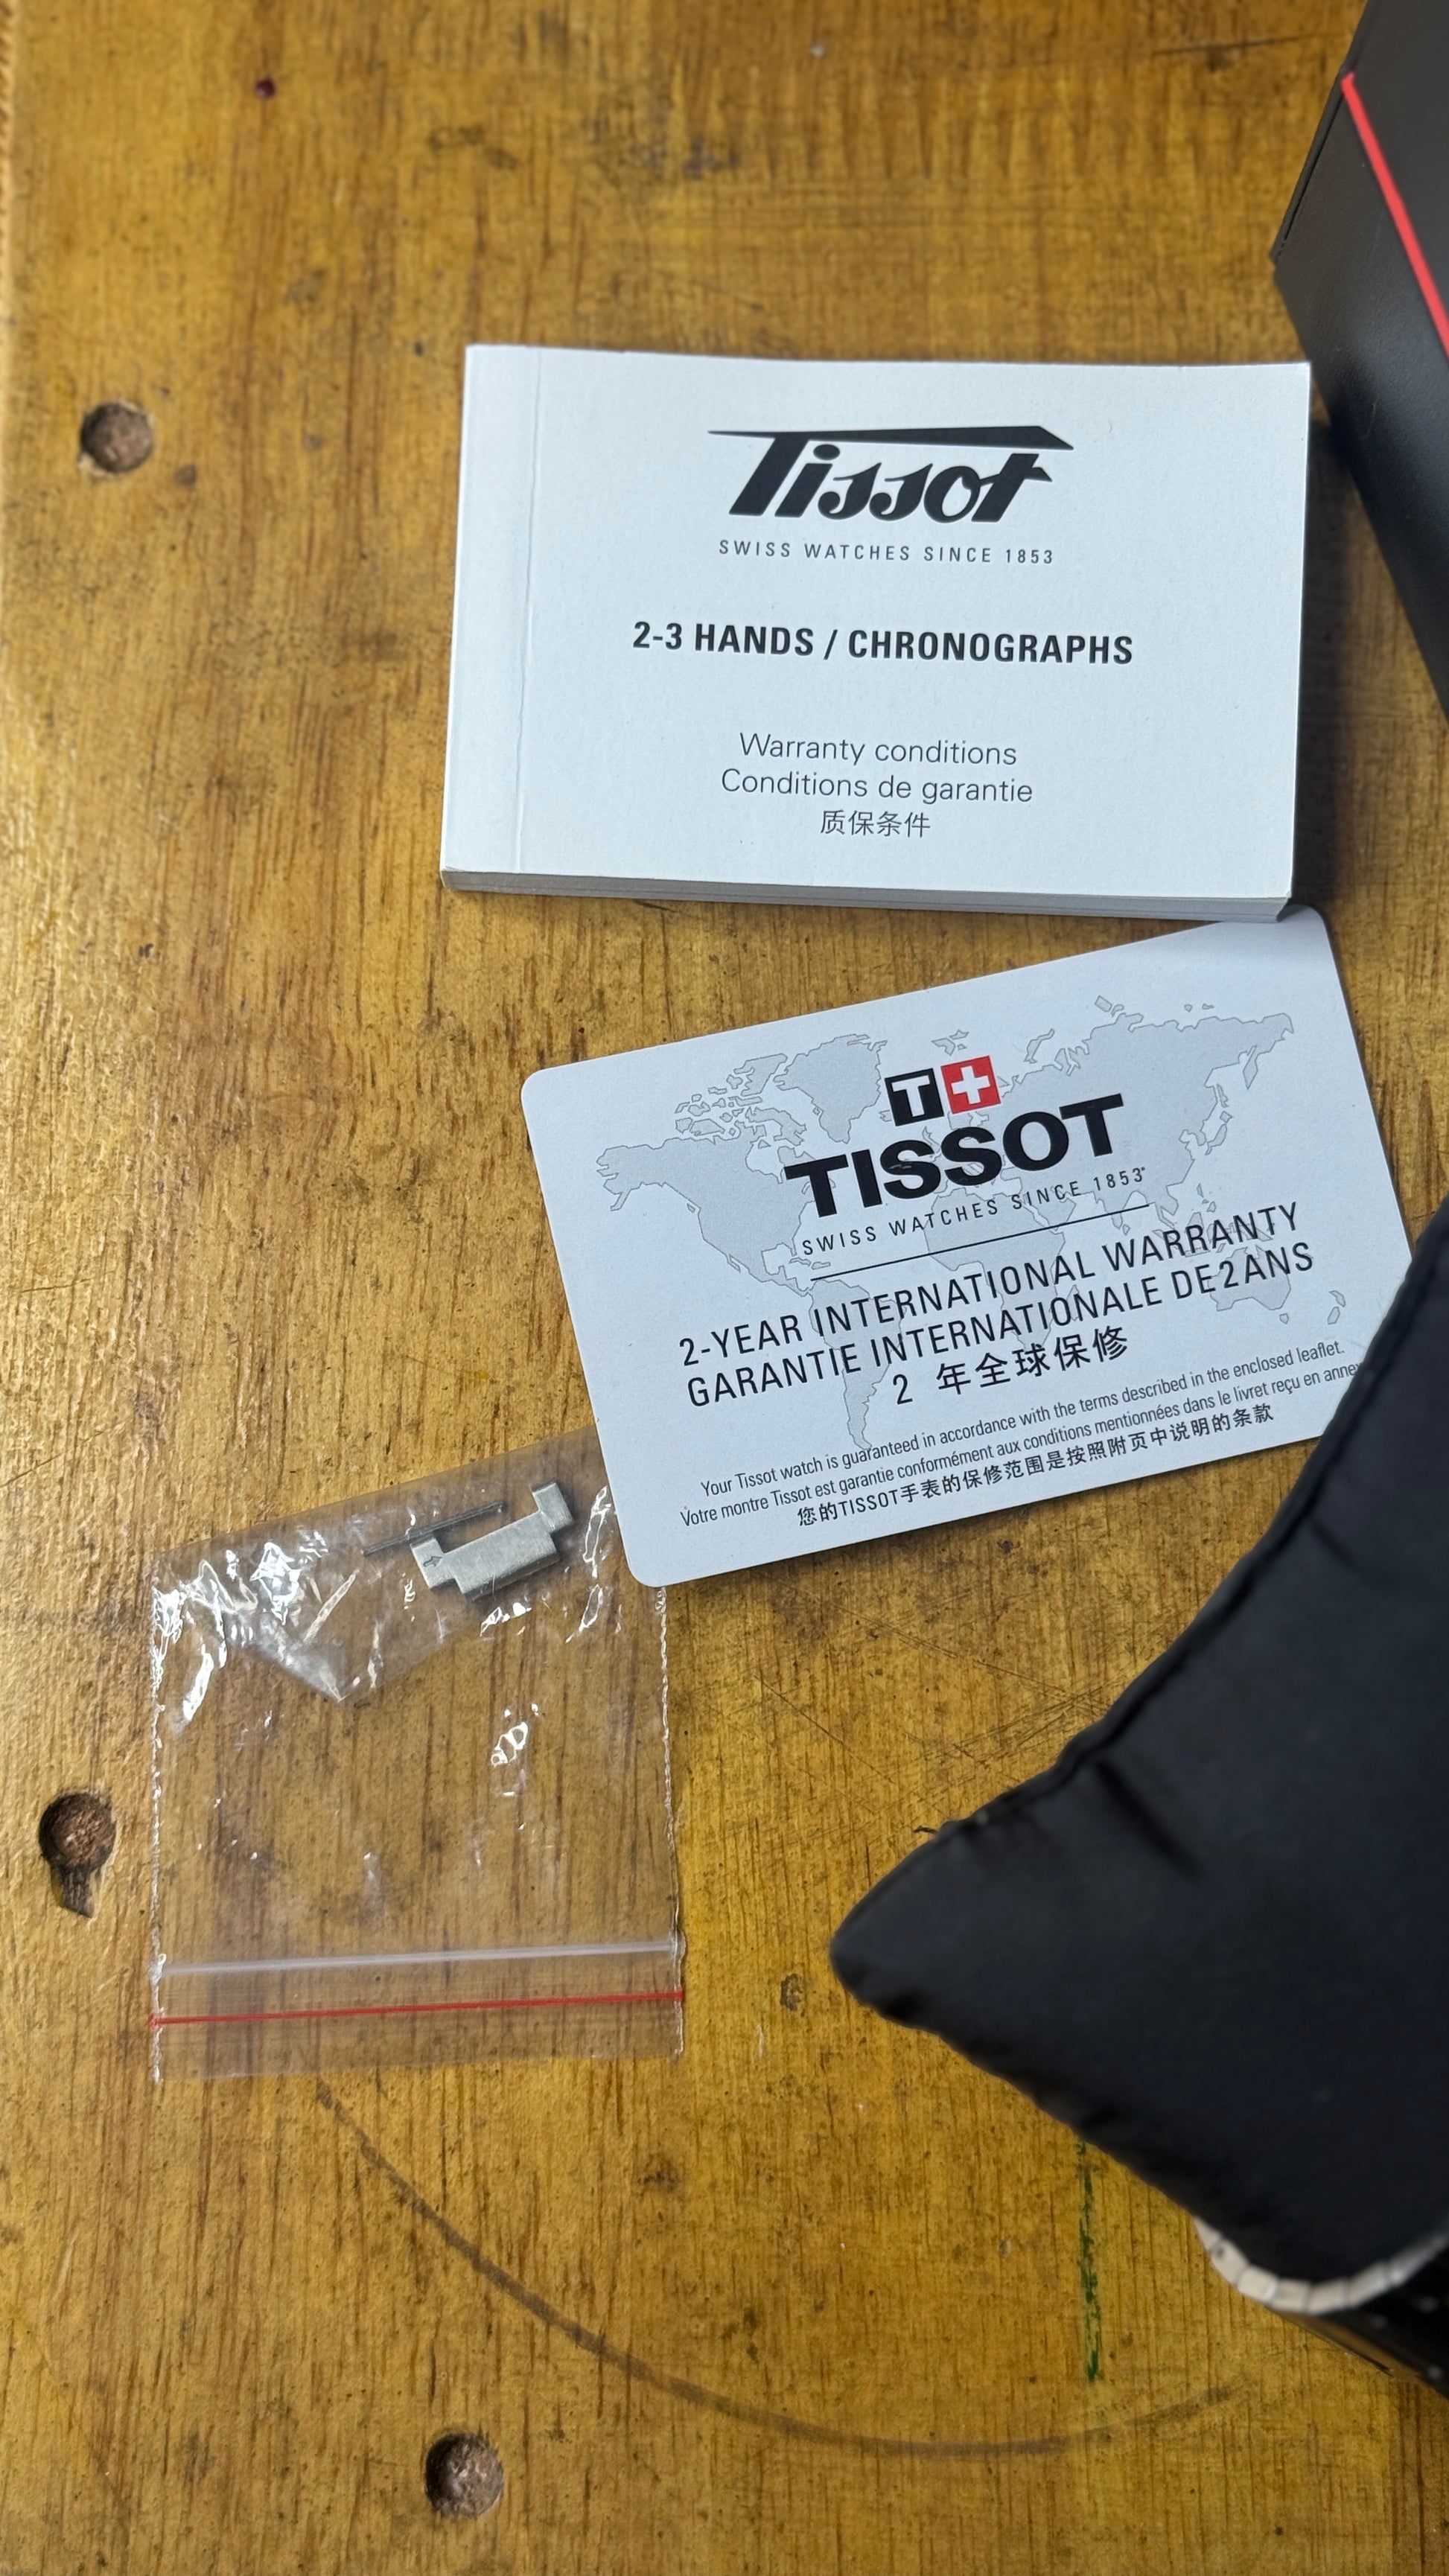 Tissot
SWISS WATCHES SINCE 1853
2-3 HANDS / CHRONOGRAPHS
Warranty conditions
Conditions de garantie
质保条件
T+
TISSOT
SWISS WATCHES SINCE 1853
2-YEAR INTERNATIONAL WARRANTY
GARANTIE INTERNATIONALE DE2ANS
2 年全球保修
Your Tissot watch is guaranteed in accordance with the terms described in the enclosed leaflet.
Votre montre Tissot est garantie conformément aux conditions mentionnées dans le livret reçu en
您的TISSOT手表的保修范围是按照附页中说明的条款